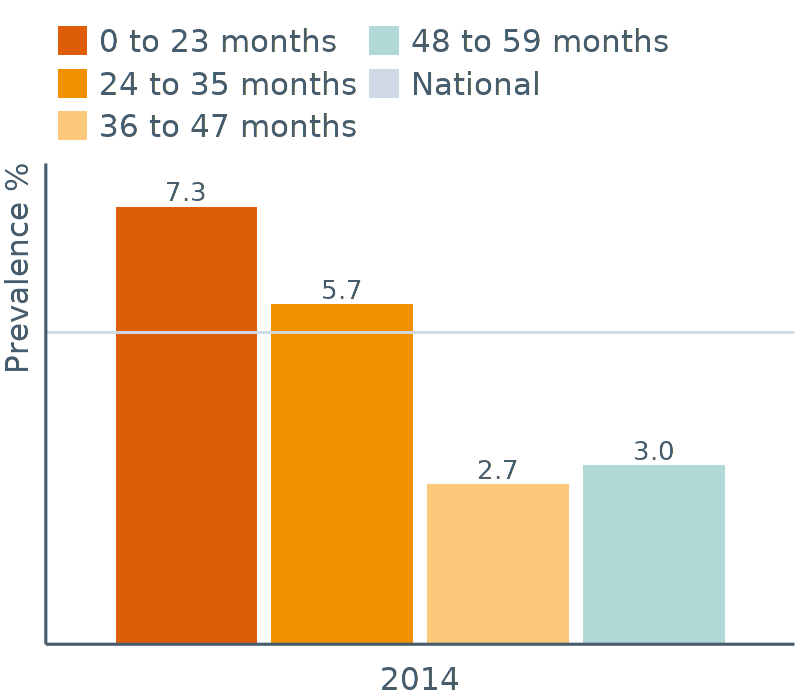 0 to 23 months
24 to 35 months
36 to 47 months
48 to 59 months
National
Prevalence %
7.3
5.7
2.7
3.0
2014